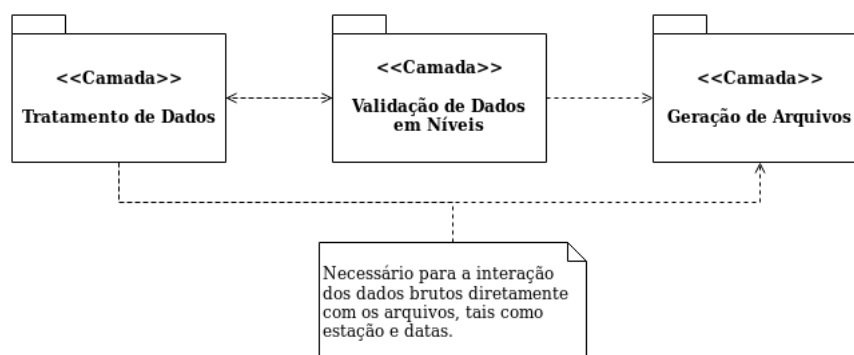 <<Camada>>
Tratamento de Dados
<<Camada>>
Validação de Dados
em Níveis
<<Camada>>
Geração de Arquivos
Necessário para a interação
dos dados brutos diretamente
com os arquivos, tais como
estação e datas.